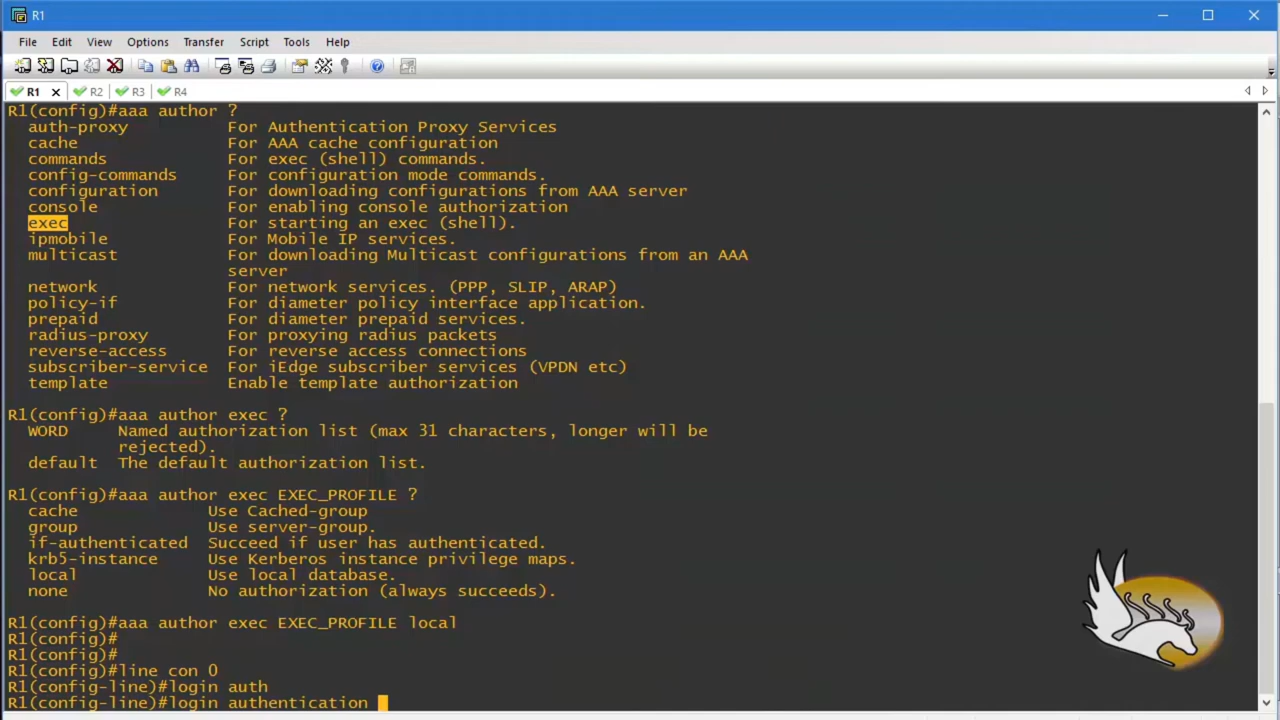 R1
File Edit View Options Transfer Script Tools Help
R1 R2 R3 R4
R1(config)#aaa author ?
auth-proxy For Authentication Proxy Services
cache For AAA cache configuration
commands For exec (shell) commands.
config-commands For configuration mode commands.
configuration For downloading configurations from AAA server
console For enabling console authorization
exec For starting an exec (shell).
ipmobile For Mobile IP services.
multicast For downloading Multicast configurations from an AAA
server
network For network services. (PPP, SLIP, ARAP)
policy-if For diameter policy interface application.
prepaid For diameter prepaid services.
radius-proxy For proxying radius packets
reverse-access For reverse access connections
subscriber-service For iEdge subscriber services (VPDN etc)
template Enable template authorization
R1(config)#aaa author exec ?
WORD Named authorization list (max 31 characters, longer will be
rejected).
default The default authorization list.
R1(config)#aaa author exec EXEC_PROFILE ?
cache Use Cached-group
group Use server-group.
if-authenticated Succeed if user has authenticated.
krb5-instance Use Kerberos instance privilege maps.
local Use local database.
none No authorization (always succeeds).
R1(config)#aaa author exec EXEC_PROFILE local
R1(config)#
R1(config)#
R1(config)#line con 0
R1(config-line)#login auth
R1(config-line)#login authentication